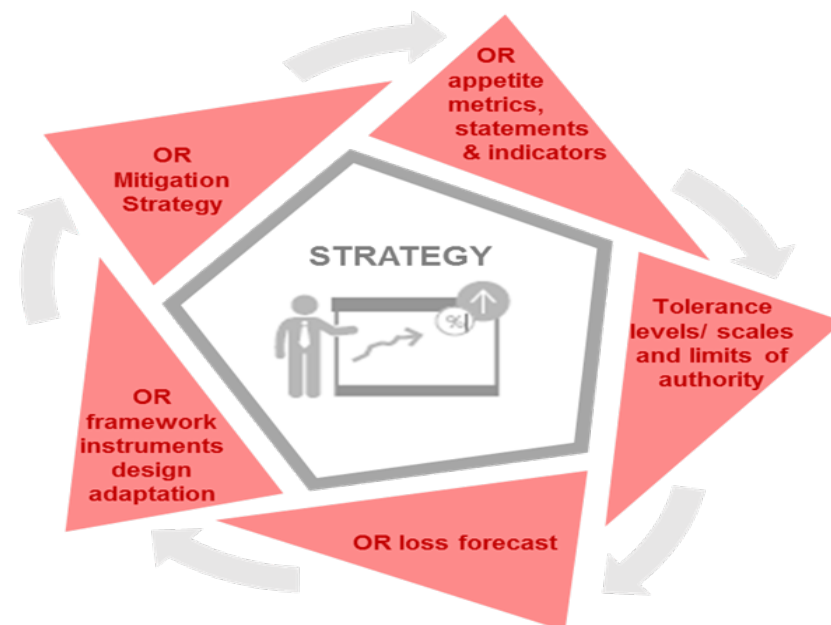 OR
appetite
metrics,
statements
& indicators
OR
Mitigation
Strategy
STRATEGY
%
Tolerance
levels/ scales
and limits of
authority
OR
framework
instruments
design
adaptation
OR loss forecast